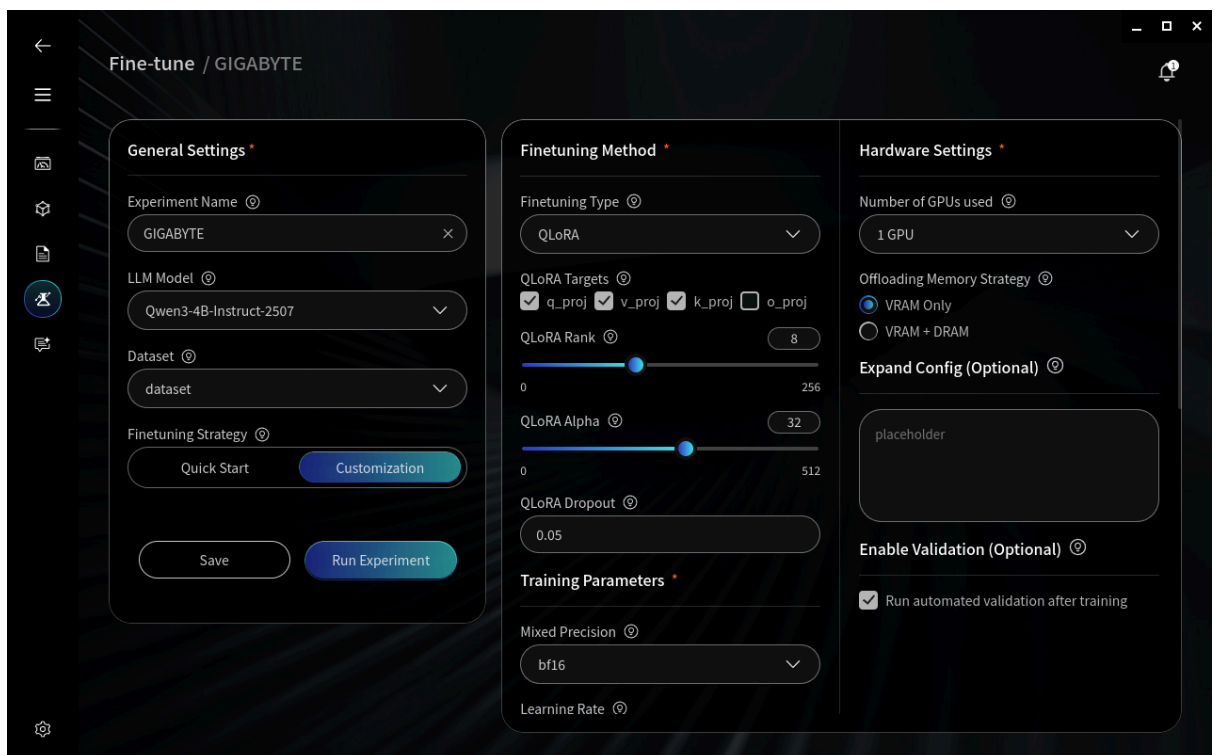 Fine-tune / GIGABYTE
1
General Settings *
Experiment Name
GIGABYTE
LLM Model
Qwen3-4B-Instruct-2507
Dataset
dataset
Finetuning Strategy
Quick Start
Customization
Save
Run Experiment
Finetuning Method *
Finetuning Type
QLoRA
QLoRA Targets
q_proj v_proj k_proj o_proj
QLoRA Rank
8
0 256
QLoRA Alpha
32
0 512
QLoRA Dropout
0.05
Training Parameters *
Mixed Precision
bf16
Learning Rate
Hardware Settings *
Number of GPUs used
1 GPU
Offloading Memory Strategy
VRAM Only
VRAM + DRAM
Expand Config (Optional)
placeholder
Enable Validation (Optional)
Run automated validation after training